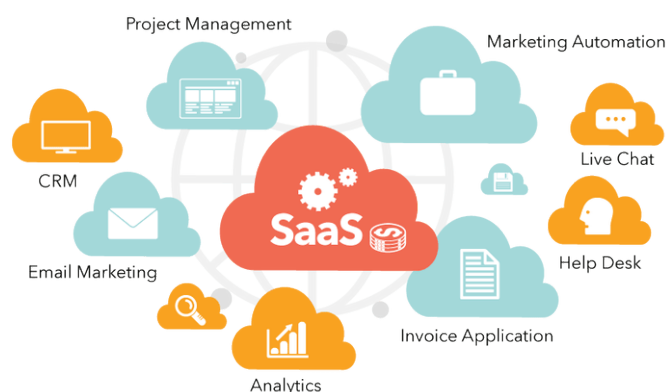 Project Management
Marketing Automation
CRM
Live Chat
SaaS
Email Marketing
Help Desk
Invoice Application
Analytics